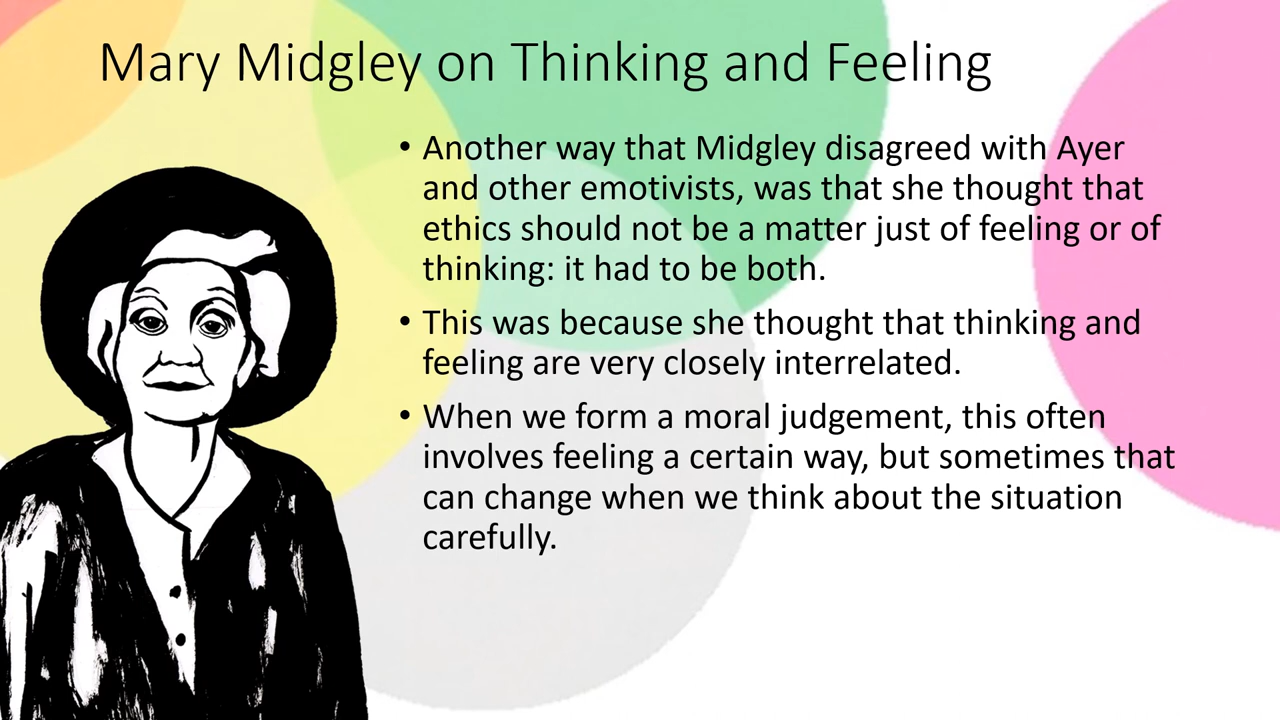 Mary Midgley on Thinking and Feeling
• Another way that Midgley disagreed with Ayer
and other emotivists, was that she thought that
ethics should not be a matter just of feeling or of
thinking: it had to be both.
• This was because she thought that thinking and
feeling are very closely interrelated.
• When we form a moral judgement, this often
involves feeling a certain way, but sometimes that
can change when we think about the situation
carefully.